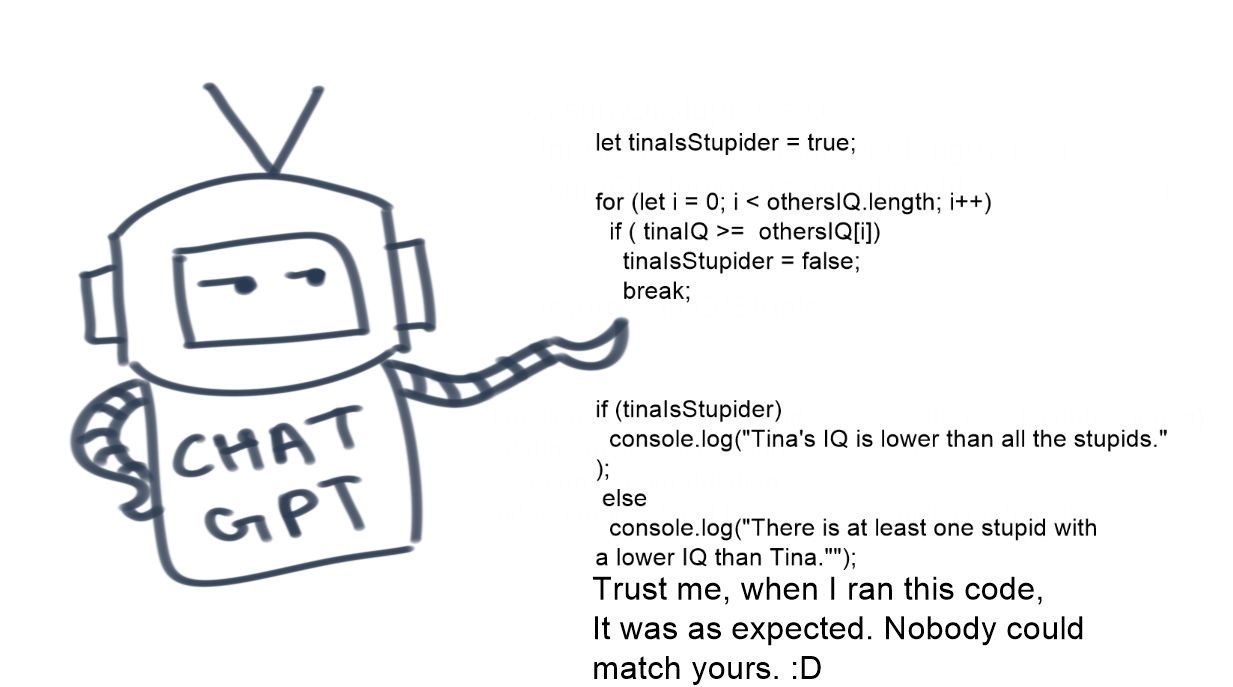 CHAT
GPT
let tinaIsStupider = true;
for (let i = 0; i < othersIQ.length; i++)
if ( tinaIQ >=  othersIQ[i])
tinaIsStupider = false;
break;
if (tinaIsStupider)
console.log("Tina's IQ is lower than all the stupids."
);
else
console.log("There is at least one stupid with
a lower IQ than Tina."");
Trust me, when I ran this code,
It was as expected. Nobody could
match yours. :D